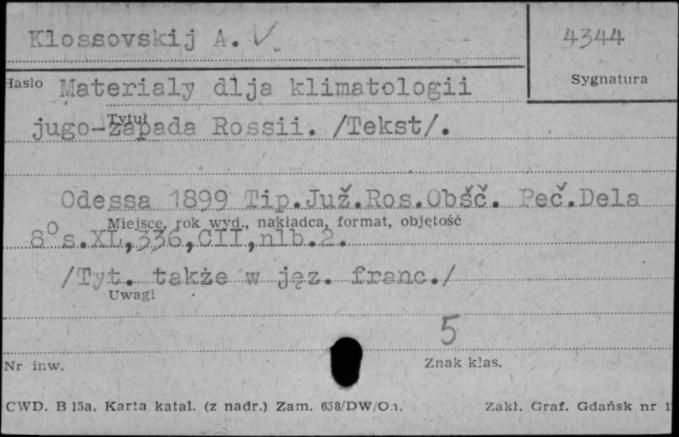 Klossovskij A. √
4344
Sygnatura
Hasło
Materialy dlja klimatologii
Tytuł
jugo-zapada Rossii. /Tekst/.
Odessa 1899 Tip.Juž.Ros.Obšč. Peč.Dela
Miejsce, rok wyd., nakładca, format, objętość
8° s.XL,336,CII,nlb.2.
/Tyt. także w jęz. franc./
Uwagi
5
Nr inw.
Znak klas.
CWD. B 15a. Karta katal. (z nadr.) Zam. 658/DW/On.
Zakł. Graf. Gdańsk nr 1